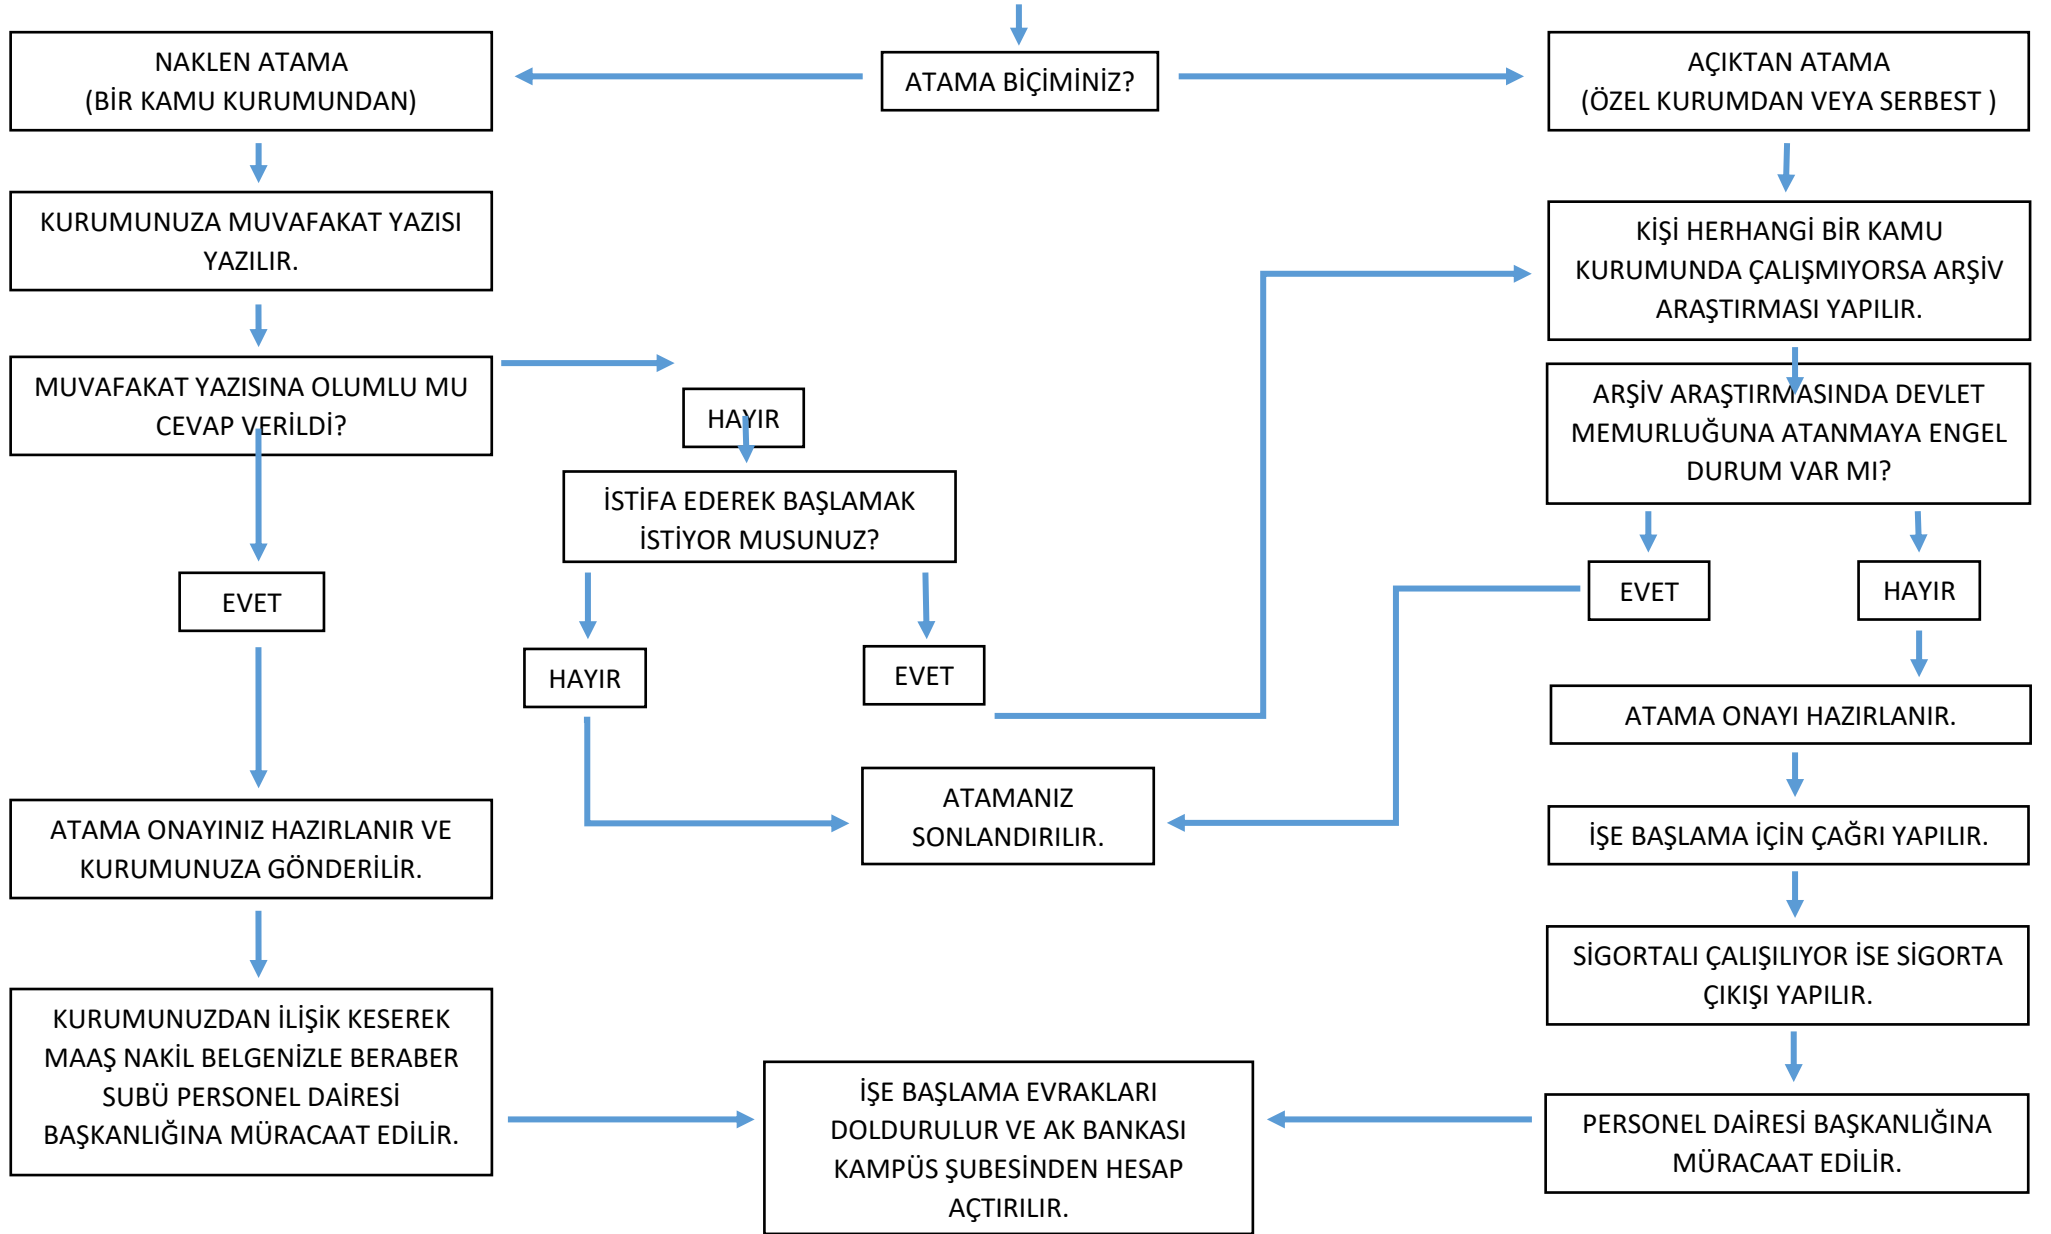 ATAMA BİÇİMİNİZ?
NAKLEN ATAMA
(BİR KAMU KURUMUNDAN)
KURUMUNUZA MUVAFAKAT YAZISI
YAZILIR.
MUVAFAKAT YAZISINA OLUMLU MU
CEVAP VERİLDİ?
EVET
ATAMA ONAYINIZ HAZIRLANIR VE
KURUMUNUZA GÖNDERİLİR.
KURUMUNUZDAN İLİŞİK KESEREK
MAAŞ NAKİL BELGENİZLE BERABER
SUBÜ PERSONEL DAİRESİ
BAŞKANLIĞINA MÜRACAAT EDİLİR.
HAYIR
İSTİFA EDEREK BAŞLAMAK
İSTİYOR MUSUNUZ?
HAYIR
EVET
ATAMANIZ
SONLANDIRILIR.
İŞE BAŞLAMA EVRAKLARI
DOLDURULUR VE AK BANKASI
KAMPÜS ŞUBESİNDEN HESAP
AÇTIRILIR.
AÇIKTAN ATAMA
(ÖZEL KURUMDAN VEYA SERBEST )
KİŞİ HERHANGİ BİR KAMU
KURUMUNDA ÇALIŞMIYORSA ARŞİV
ARAŞTIRMASI YAPILIR.
ARŞİV ARAŞTIRMASINDA DEVLET
MEMURLUĞUNA ATANMAYA ENGEL
DURUM VAR MI?
EVET
HAYIR
ATAMA ONAYI HAZIRLANIR.
İŞE BAŞLAMA İÇİN ÇAĞRI YAPILIR.
SİGORTALI ÇALIŞILIYOR İSE SİGORTA
ÇIKIŞI YAPILIR.
PERSONEL DAİRESİ BAŞKANLIĞINA
MÜRACAAT EDİLİR.